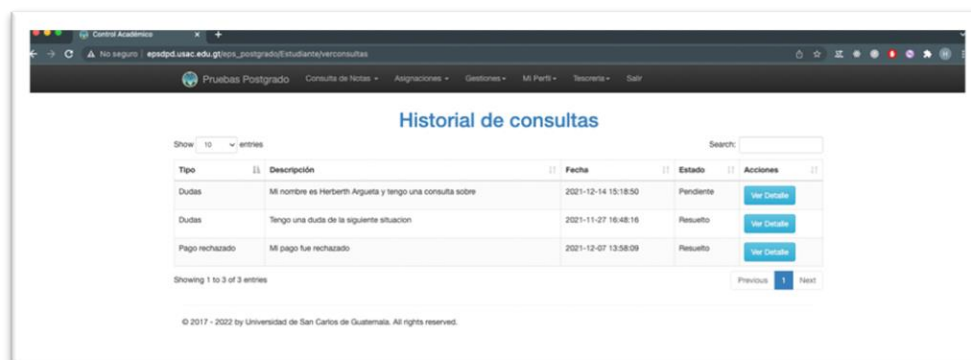 Control Académico
No seguro | epsdpd.usac.edu.gt/eps_postgrado/Estudiante/verconsultas
Pruebas Postgrado Consulta de Notas Asignaciones Gestiones Mi Perfil Tesoreria Salir
Historial de consultas
Show 10 entries Search:
Tipo Descripción Fecha Estado Acciones
Dudas Mi nombre es Herberth Argueta y tengo una consulta sobre 2021-12-14 15:18:50 Pendiente Ver Detalle
Dudas Tengo una duda de la siguiente situacion 2021-11-27 16:48:16 Resuelto Ver Detalle
Pago rechazado Mi pago fue rechazado 2021-12-07 13:58:09 Resuelto Ver Detalle
Showing 1 to 3 of 3 entries Previous 1 Next
© 2017 - 2022 by Universidad de San Carlos de Guatemala. All rights reserved.